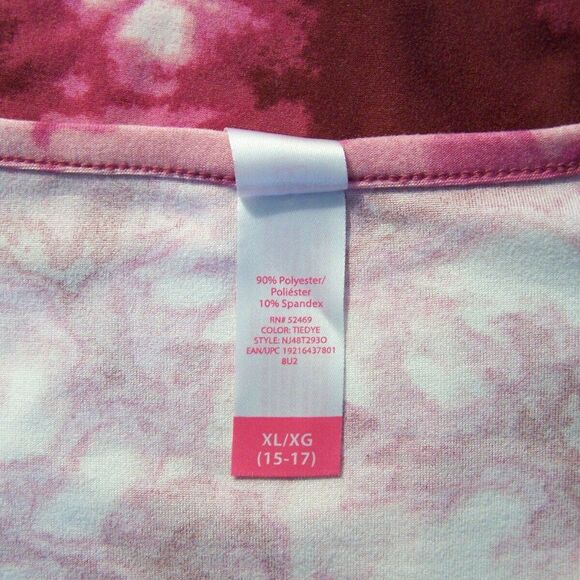 90% Polyester/
Poliéster
10% Spandex
RN# 52469
COLOR: TIEDYE
STYLE: NJ48T293O
EAN/UPC 19216437801
8U2
XL/XG
(15-17)